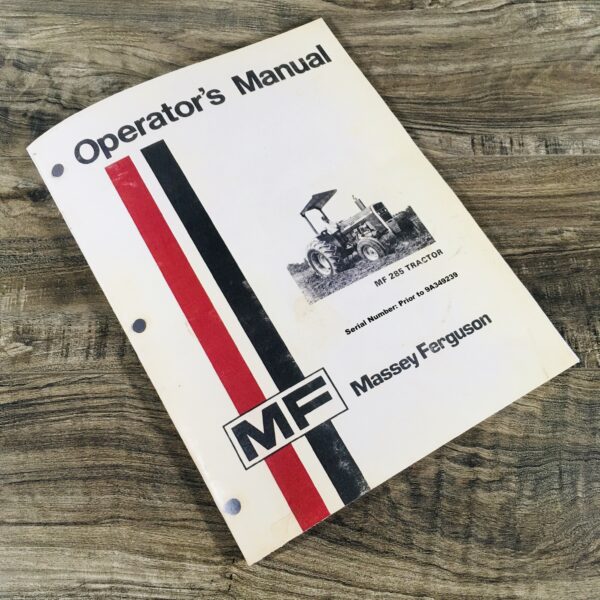 Operator's Manual
MF 285 TRACTOR
Serial Number: Prior to 9A349239
MF
Massey Ferguson